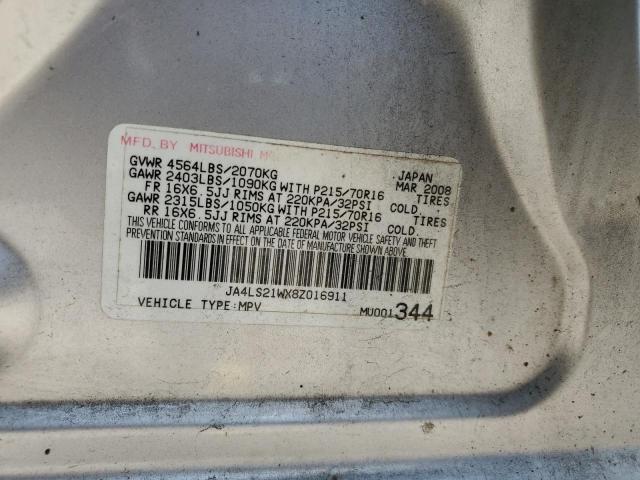 MFD. BY MITSUBISHI
GVWR 4564LBS/2070KG JAPAN
GAWR 2403LBS/1090KG WITH P215/70R16 MAR 2008
FR 16X6.5JJ RIMS AT 220KPA/32PSI COLD. TIRES
GAWR 2315LBS/1050KG WITH P215/70R16 TIRES
RR 16X6.5JJ RIMS AT 220KPA/32PSI COLD.
THIS VEHICLE CONFORMS TO ALL APPLICABLE FEDERAL MOTOR VEHICLE SAFETY AND THEFT
PREVENTION STANDARDS IN EFFECT ON THE DATE OF MANUFACTURE SHOWN ABOVE.
JA4LS21WX8Z016911
VEHICLE TYPE:MPV MU001344